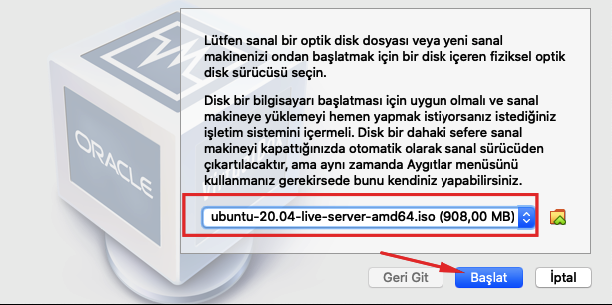 Lütfen sanal bir optik disk dosyası veya yeni sanal
makinenizi ondan başlatmak için bir disk içeren fiziksel optik
disk sürücüsü seçin.
Disk bir bilgisayarı başlatması için uygun olmalı ve sanal
makineye yüklemeyi hemen yapmak istiyorsanız istediğiniz
işletim sistemini içermeli. Disk bir dahaki sefere sanal
makineyi kapattığınızda otomatik olarak sanal sürücüden
çıkartılacaktır, ama aynı zamanda Aygıtlar menüsünü
kullanmanız gerekirsede bunu kendiniz yapabilirsiniz.
ORACLE
ubuntu-20.04-live-server-amd64.iso (908,00 MB)
Geri Git
Başlat
İptal